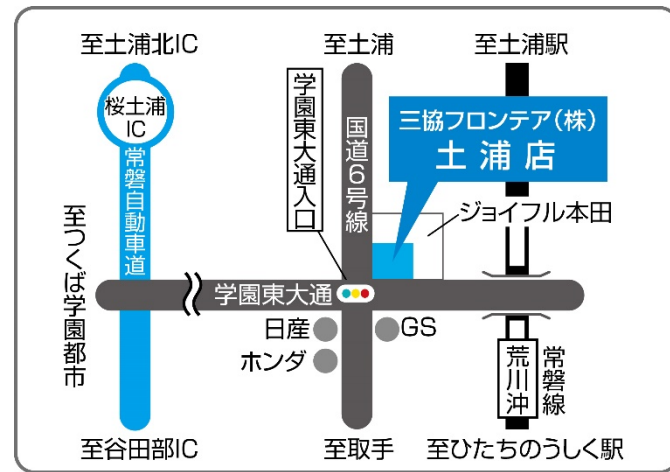 至土浦北IC
至土浦
至土浦駅
桜土浦
IC
常磐自動車道
学園東大通入口
国道6号線
三協フロンテア(株)
土浦店
ジョイフル本田
至つくば学園都市
学園東大通
日産
GS
ホンダ
荒川沖
常磐線
至谷田部IC
至取手
至ひたちのうしく駅